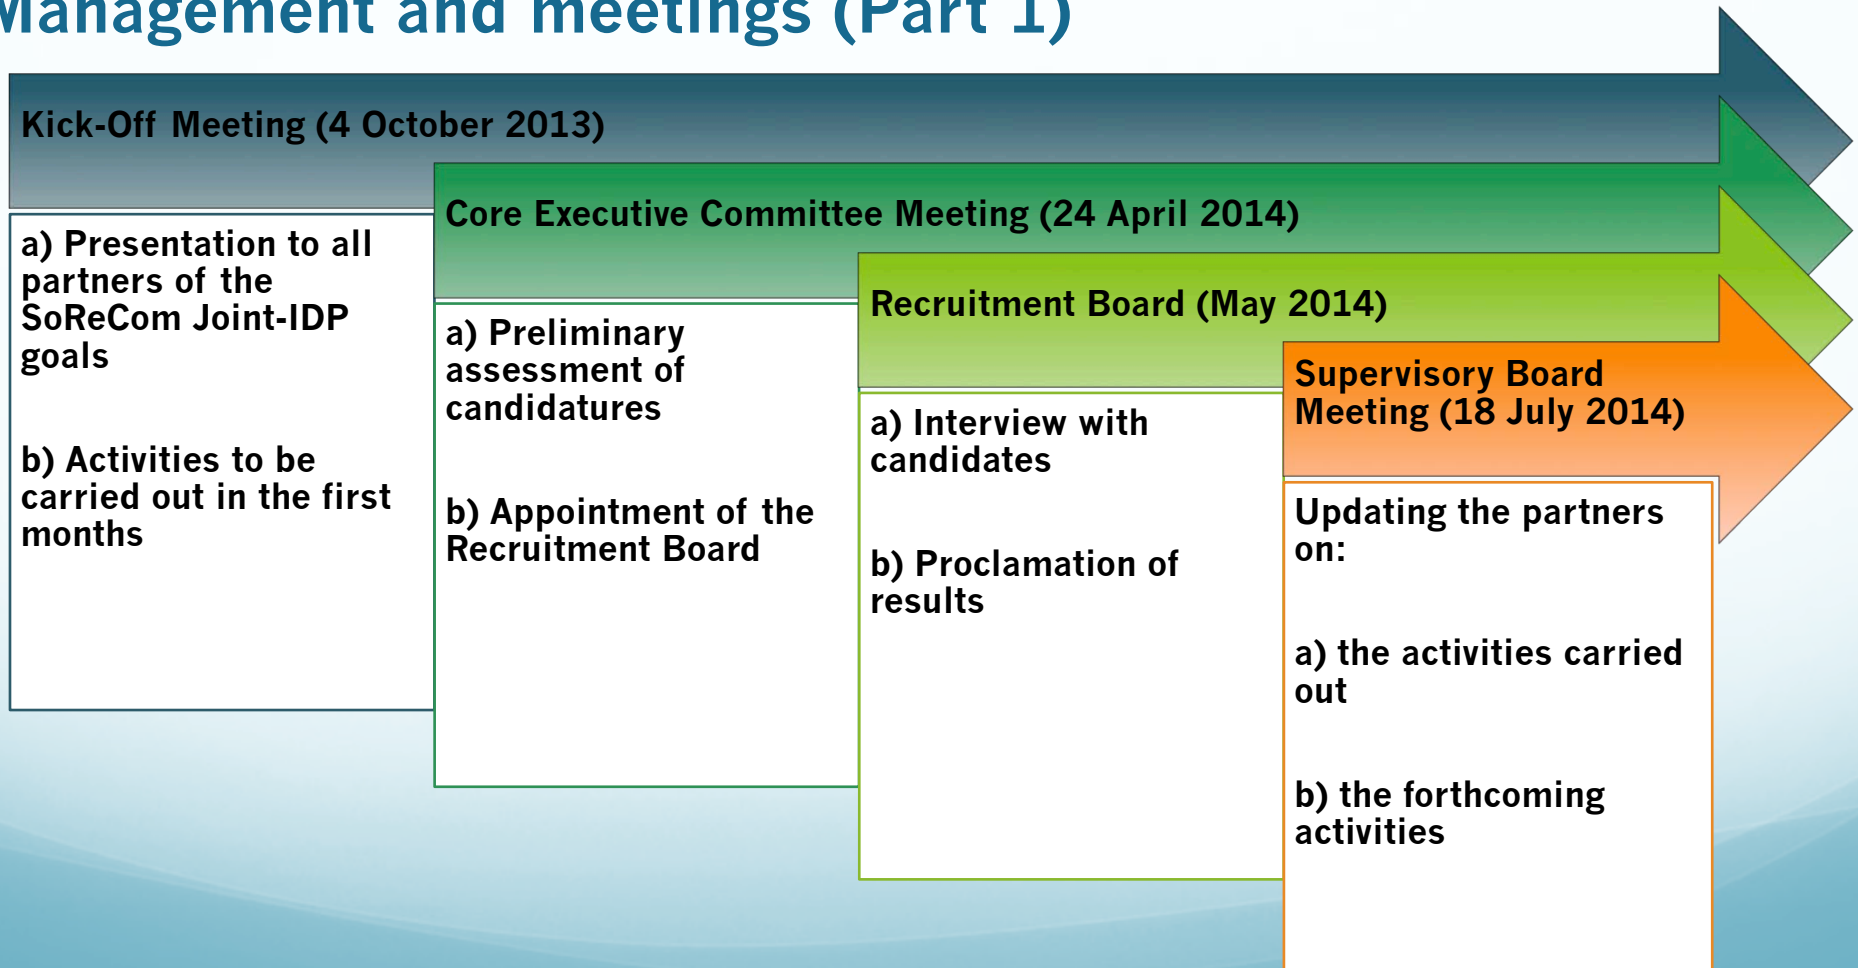 Management and meetings (Part 1)
Kick-Off Meeting (4 October 2013)
a) Presentation to all
partners of the
SoReCom Joint-IDP
goals
b) Activities to be
carried out in the first
months
Core Executive Committee Meeting (24 April 2014)
a) Preliminary
assessment of
candidatures
b) Appointment of the
Recruitment Board
Recruitment Board (May 2014)
a) Interview with
candidates
b) Proclamation of
results
Supervisory Board
Meeting (18 July 2014)
Updating the partners
on:
a) the activities carried
out
b) the forthcoming
activities